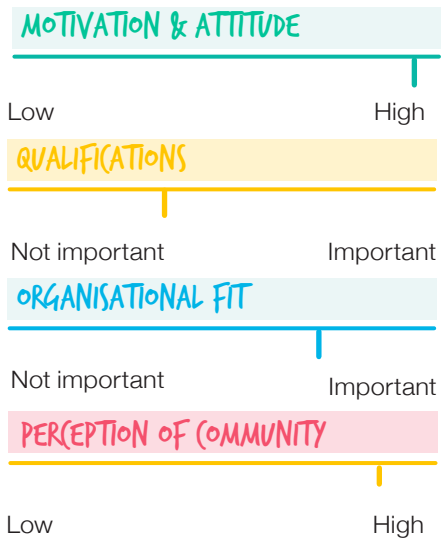 MOTIVATION & ATTITUDE
Low High
QUALIFICATIONS
Not important Important
ORGANISATIONAL FIT
Not important Important
PERCEPTION OF COMMUNITY
Low High